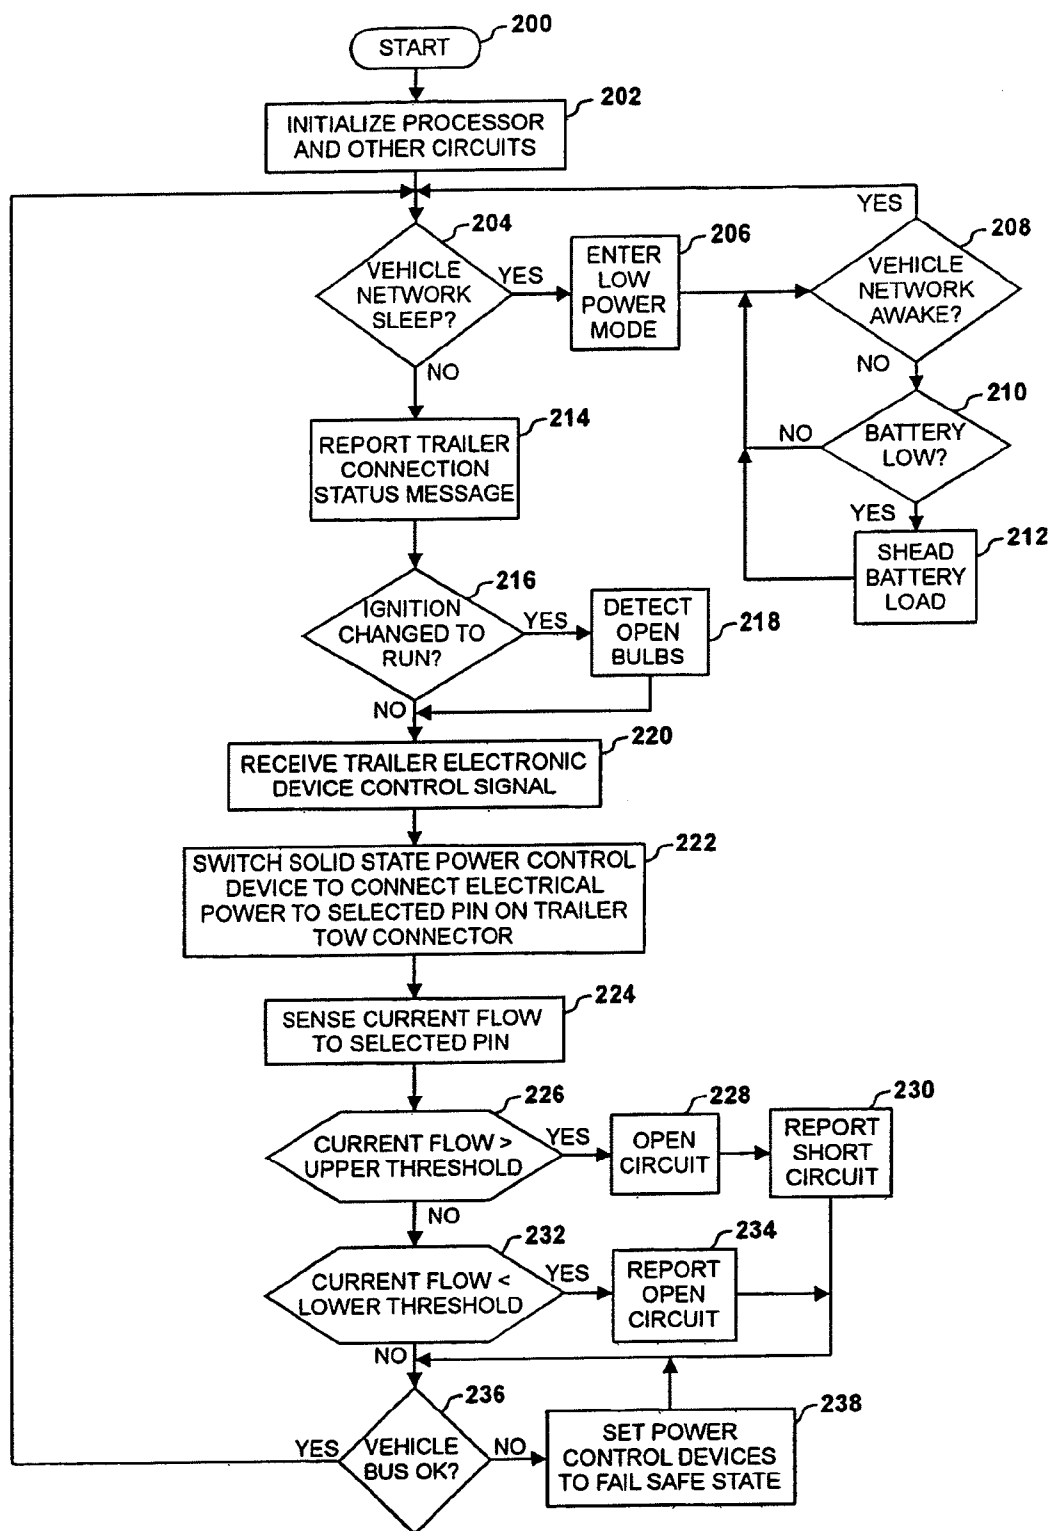 200
START
202
INITIALIZE PROCESSOR
AND OTHER CIRCUITS
204
VEHICLE
NETWORK
SLEEP?
YES
NO
206
ENTER
LOW
POWER
MODE
YES
208
VEHICLE
NETWORK
AWAKE?
NO
210
BATTERY
LOW?
NO
YES
212
SHEAD
BATTERY
LOAD
214
REPORT TRAILER
CONNECTION
STATUS MESSAGE
216
IGNITION
CHANGED TO
RUN?
YES
NO
218
DETECT
OPEN
BULBS
220
RECEIVE TRAILER ELECTRONIC
DEVICE CONTROL SIGNAL
222
SWITCH SOLID STATE POWER CONTROL
DEVICE TO CONNECT ELECTRICAL
POWER TO SELECTED PIN ON TRAILER
TOW CONNECTOR
224
SENSE CURRENT FLOW
TO SELECTED PIN
226
CURRENT FLOW >
UPPER THRESHOLD
YES
NO
228
OPEN
CIRCUIT
230
REPORT
SHORT
CIRCUIT
232
CURRENT FLOW <
LOWER THRESHOLD
YES
NO
234
REPORT
OPEN
CIRCUIT
236
VEHICLE
BUS OK?
YES
NO
238
SET POWER
CONTROL DEVICES
TO FAIL SAFE STATE